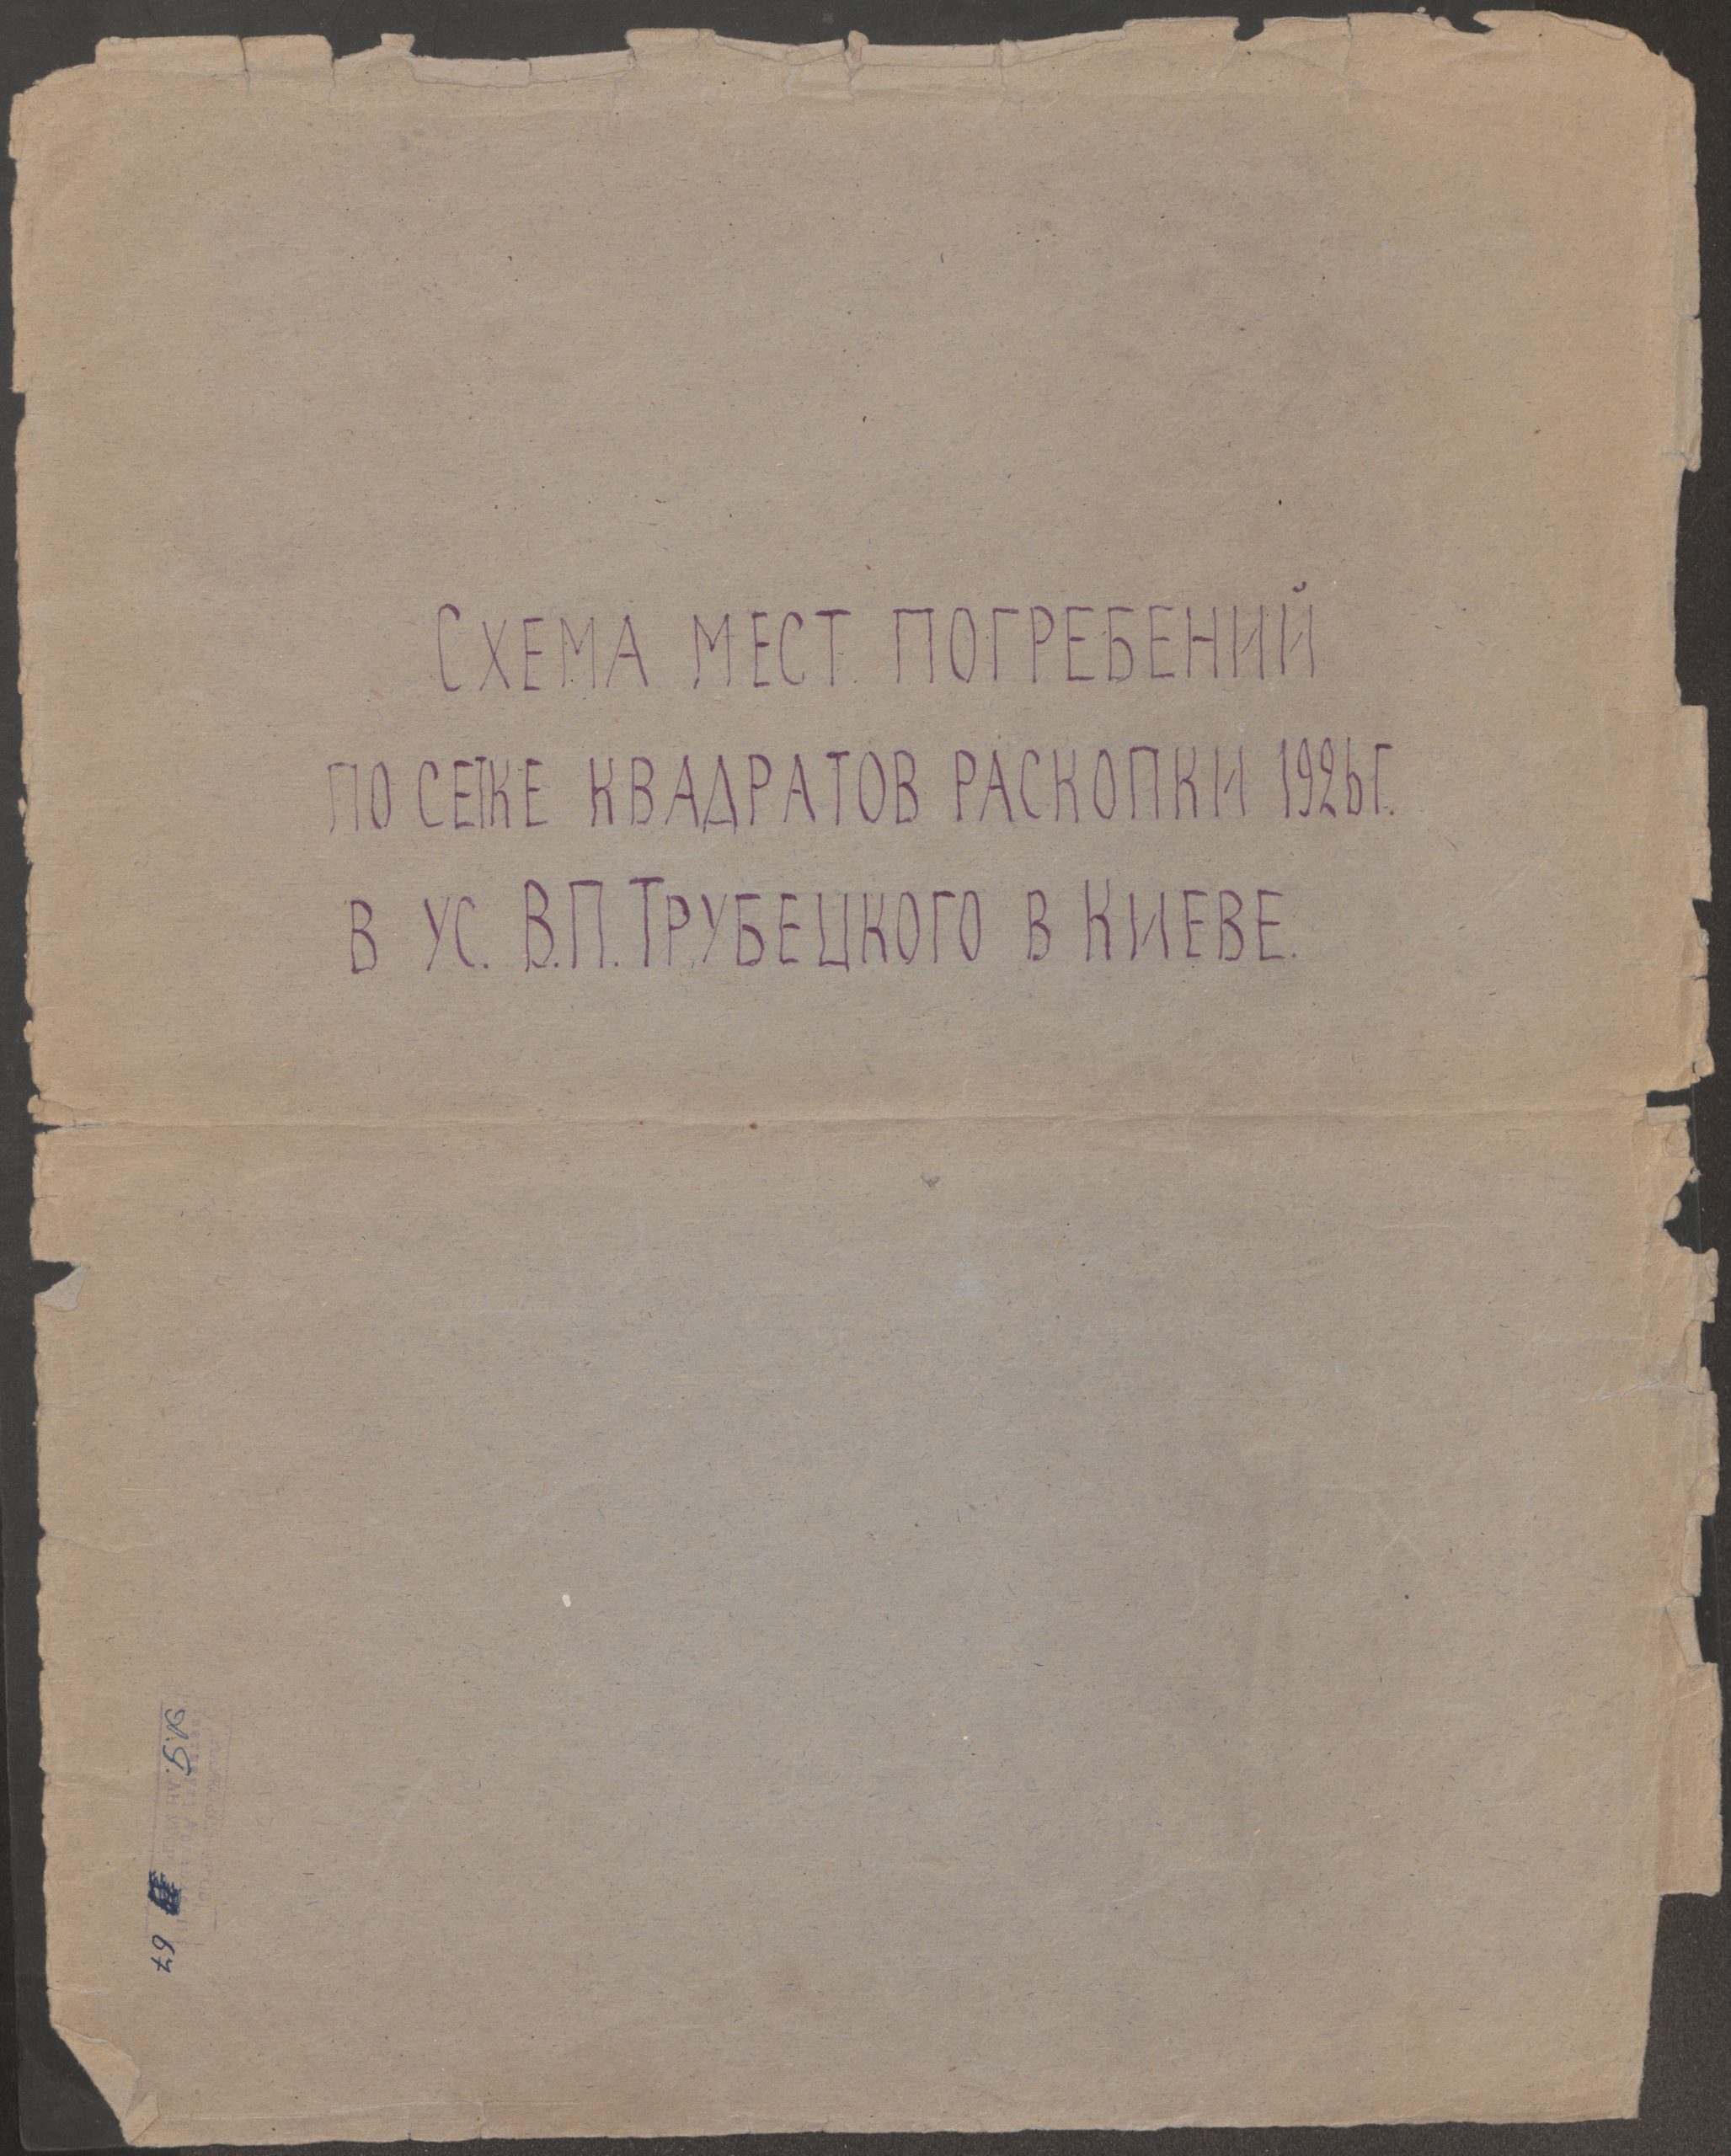 СХЕМА МЕСТ ПОГРЕБЕНИЙ
ПО СЕТКЕ КВАДРАТОВ РАСКОПКИ 1926 Г.
В УС. В.П. ТРУБЕЦКОГО В КИЕВЕ.
67